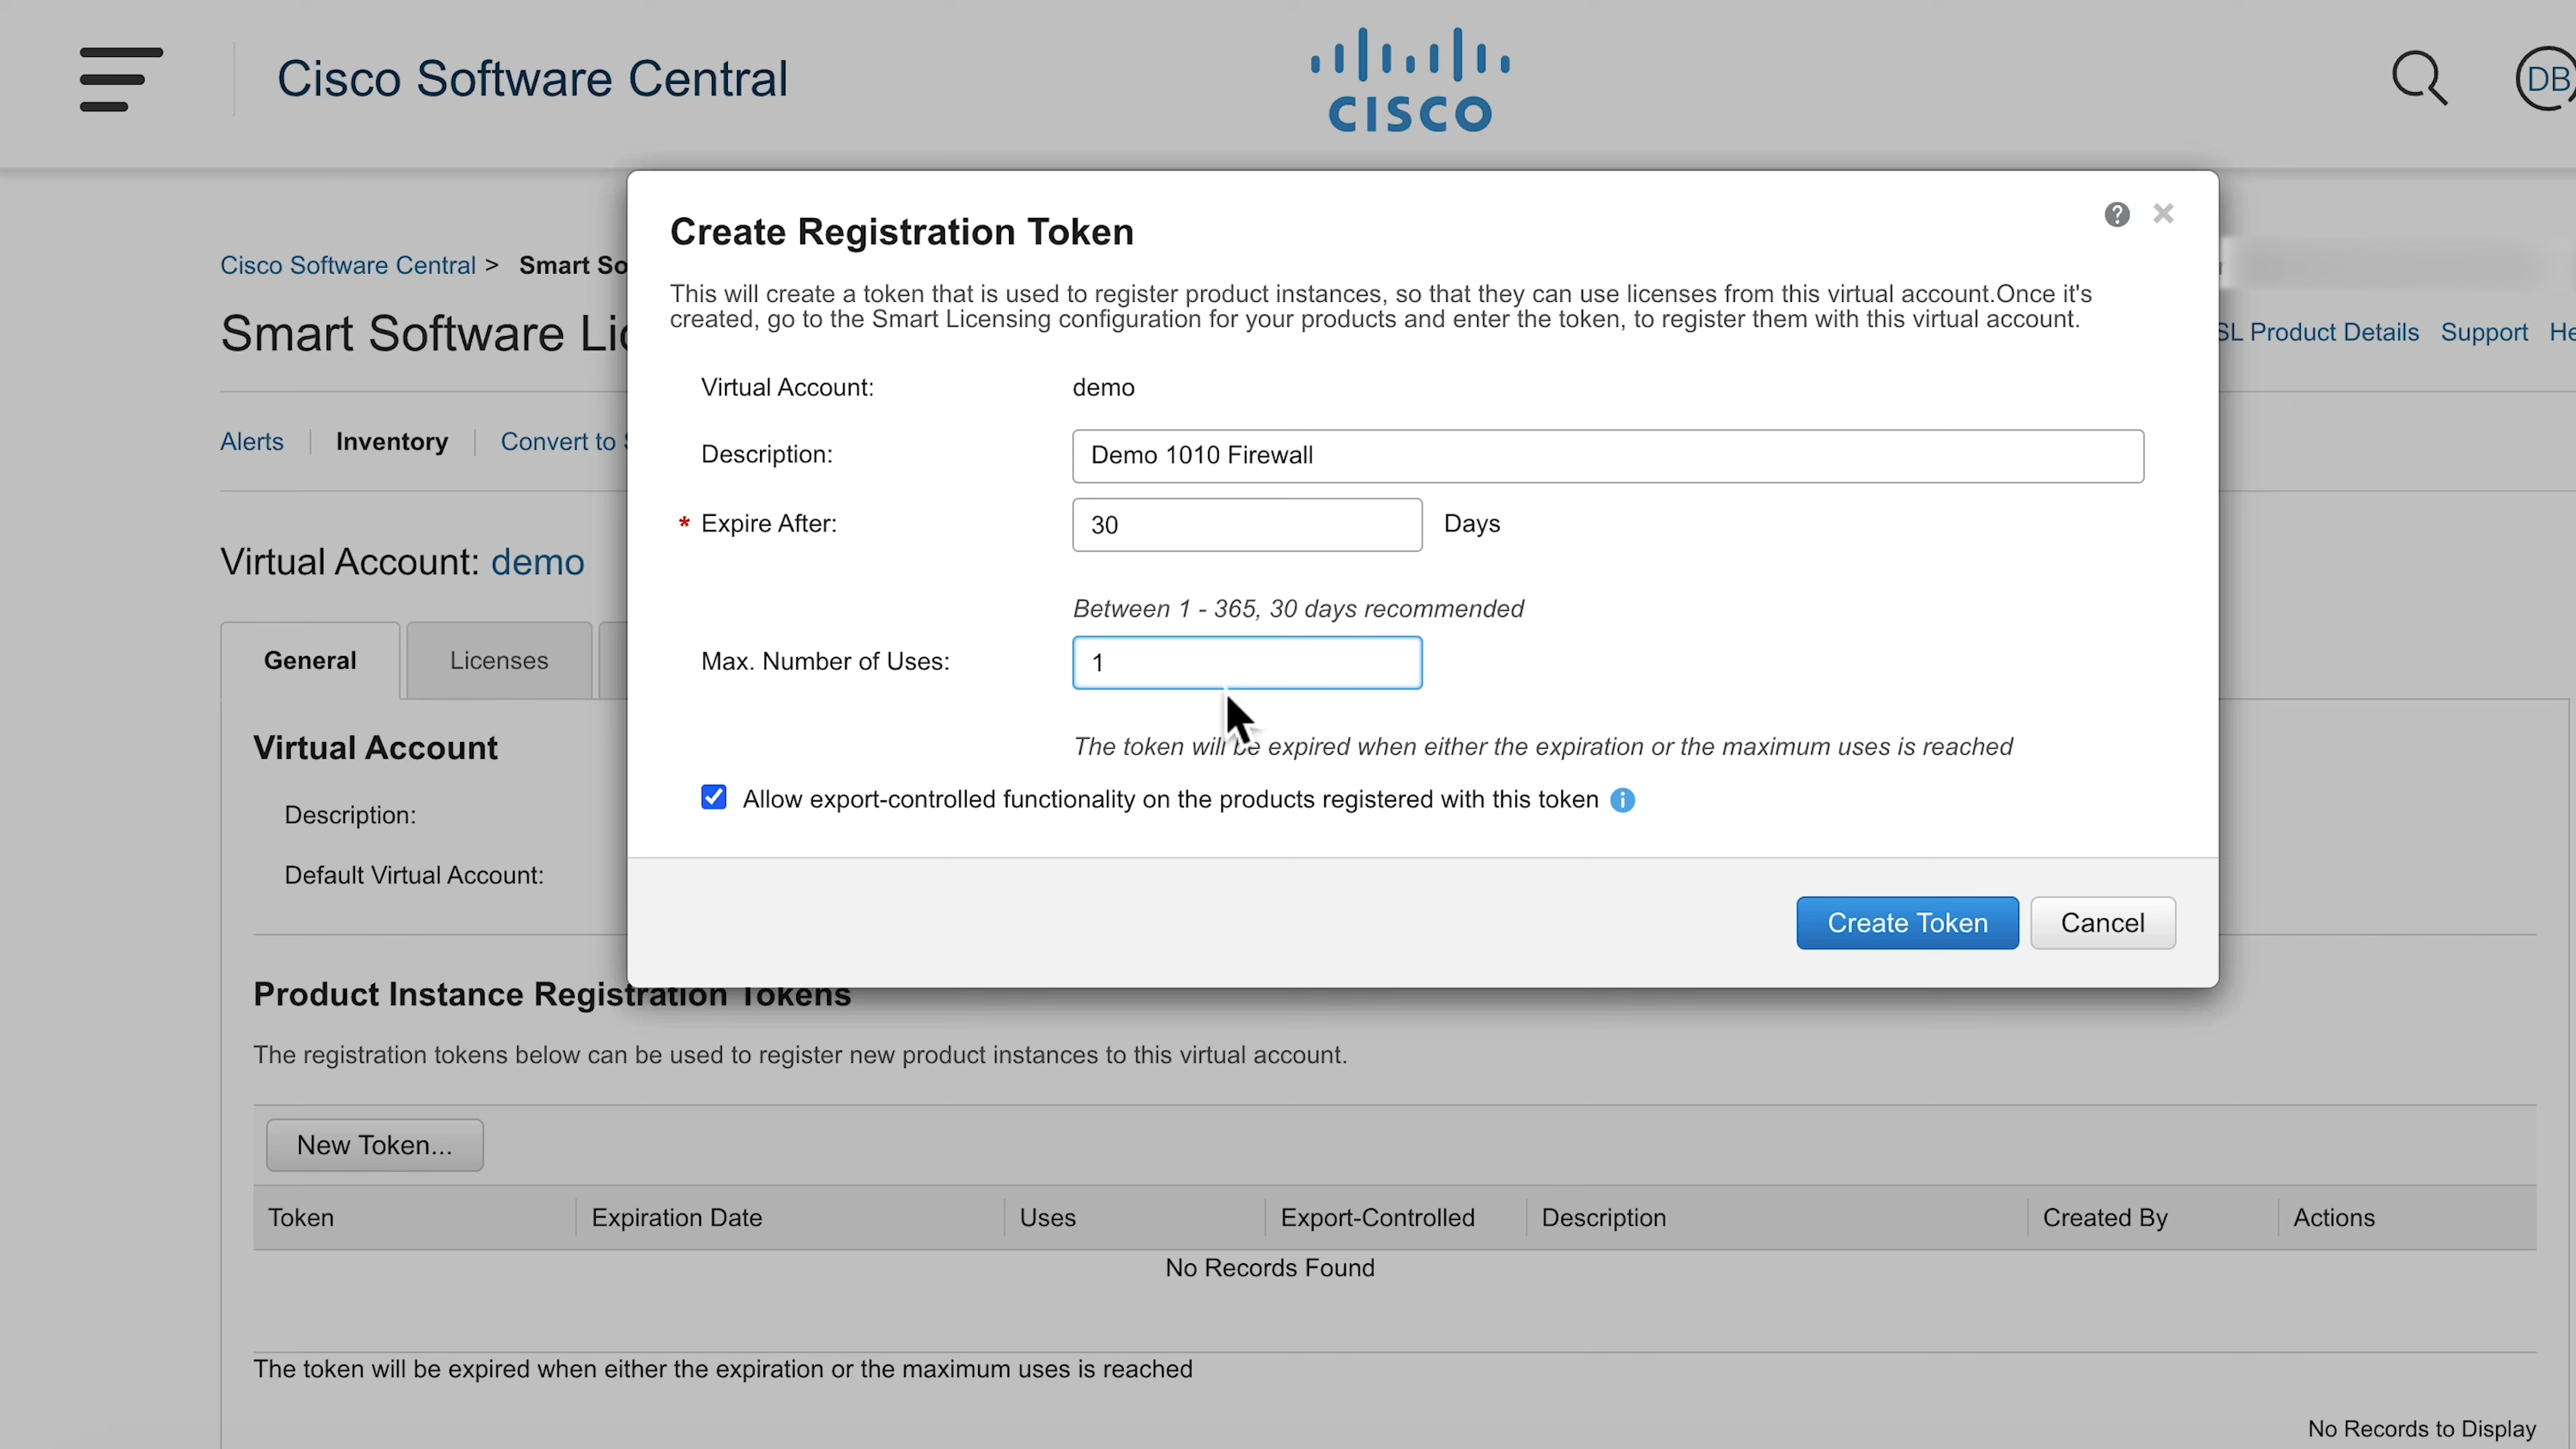 Cisco Software Central
CISCO
DB
Create Registration Token
Cisco Software Central > Smart So
This will create a token that is used to register product instances, so that they can use licenses from this virtual account.Once it's
created, go to the Smart Licensing configuration for your products and enter the token, to register them with this virtual account.
Smart Software Lic
SL Product Details Support He
Virtual Account: demo
Alerts Inventory Convert to S
Description: Demo 1010 Firewall
* Expire After: 30 Days
Virtual Account: demo
Between 1 - 365, 30 days recommended
General Licenses
Max. Number of Uses: 1
Virtual Account
The token will be expired when either the expiration or the maximum uses is reached
Allow export-controlled functionality on the products registered with this token
Description:
Default Virtual Account:
Create Token Cancel
Product Instance Registration Tokens
The registration tokens below can be used to register new product instances to this virtual account.
New Token...
Token Expiration Date Uses Export-Controlled Description Created By Actions
No Records Found
The token will be expired when either the expiration or the maximum uses is reached
No Records to Display